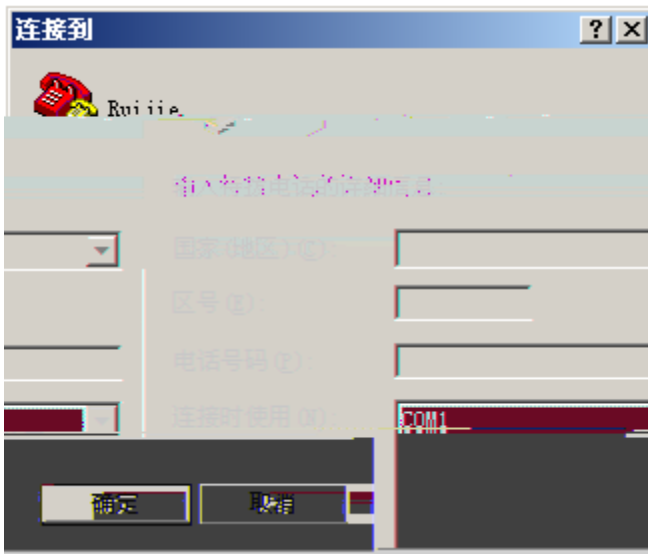 连接到
Ruijie
输入待拨电话的详细信息:
国家(地区)(C):
区号(E):
电话号码(P):
连接时使用(N):
COM1
确定
取消